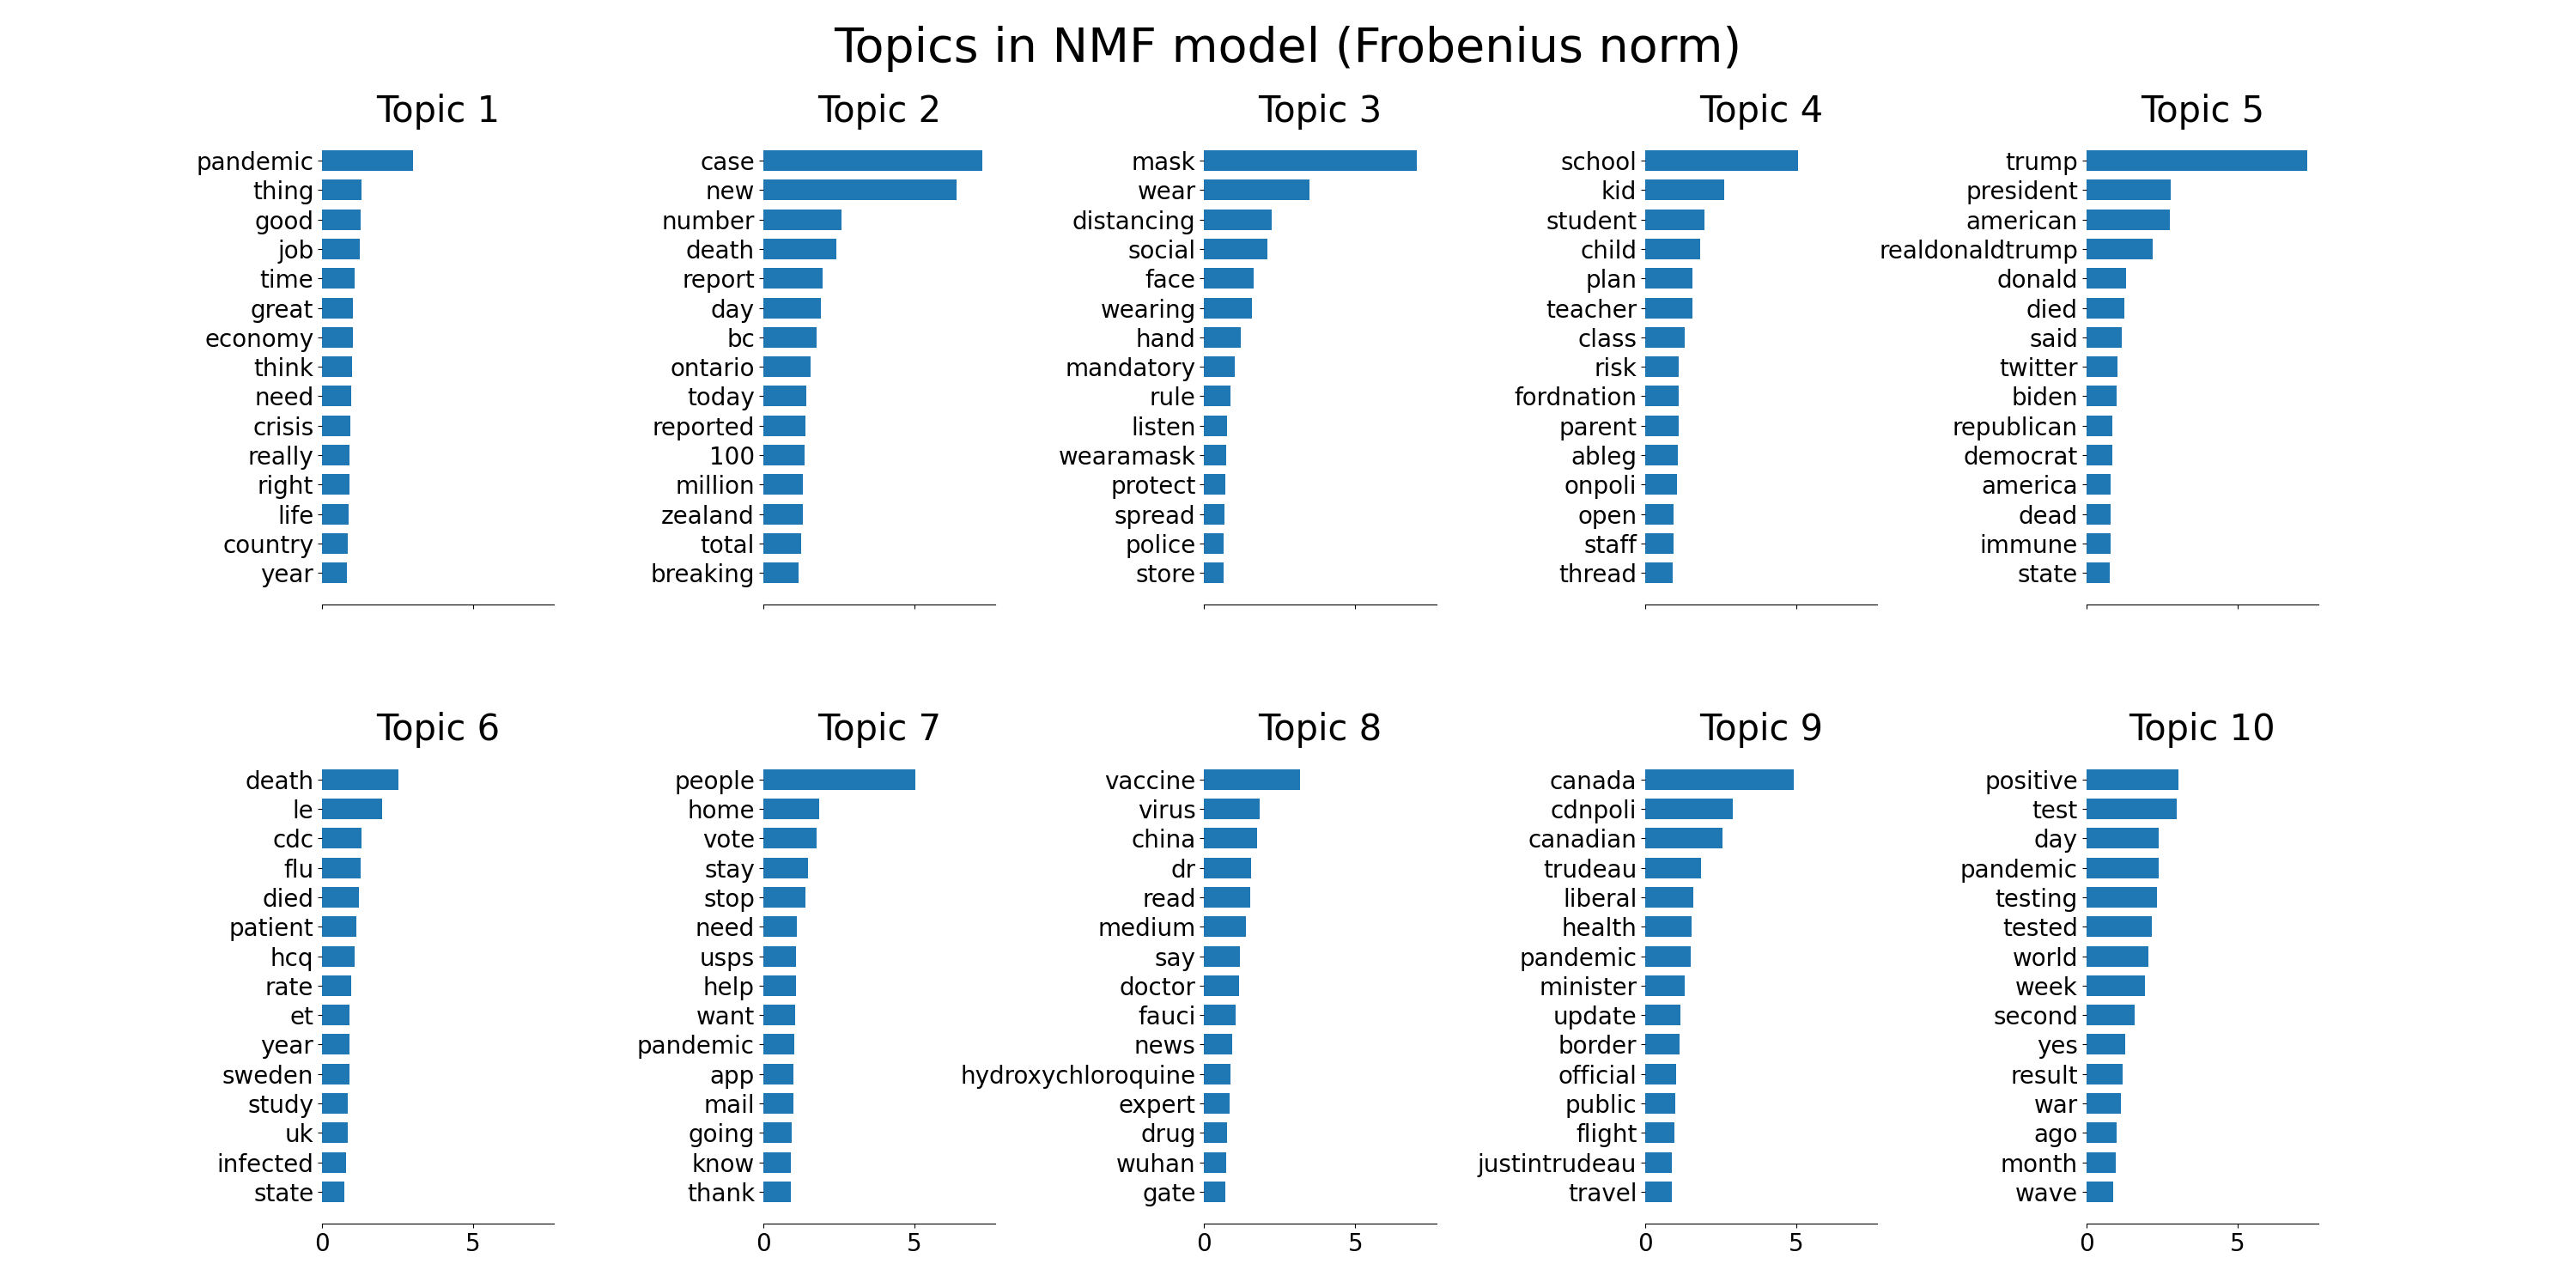 Topics in NMF model (Frobenius norm)
Topic 1
pandemic
thing
good
job
time
great
economy
think
need
crisis
really
right
life
country
year
Topic 2
case
new
number
death
report
day
bc
ontario
today
reported
100
million
zealand
total
breaking
Topic 3
mask
wear
distancing
social
face
wearing
hand
mandatory
rule
listen
wearamask
protect
spread
police
store
Topic 4
school
kid
student
child
plan
teacher
class
risk
fordnation
parent
ableg
onpoli
open
staff
thread
Topic 5
trump
president
american
realdonaldtrump
donald
died
said
twitter
biden
republican
democrat
america
dead
immune
state
Topic 6
death
le
cdc
flu
died
patient
hcq
rate
et
year
sweden
study
uk
infected
state
0 5
Topic 7
people
home
vote
stay
stop
need
usps
help
want
pandemic
app
mail
going
know
thank
0 5
Topic 8
vaccine
virus
china
dr
read
medium
say
doctor
fauci
news
hydroxychloroquine
expert
drug
wuhan
gate
0 5
Topic 9
canada
cdnpoli
canadian
trudeau
liberal
health
pandemic
minister
update
border
official
public
flight
justintrudeau
travel
0 5
Topic 10
positive
test
day
pandemic
testing
tested
world
week
second
yes
result
war
ago
month
wave
0 5